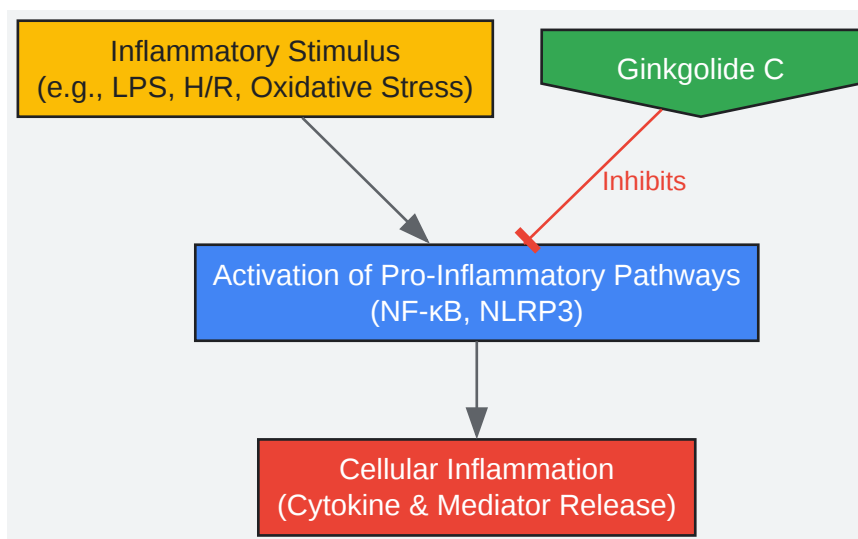 Inflammatory Stimulus
(e.g., LPS, H/R, Oxidative Stress)
Ginkgolide C
Inhibits
Activation of Pro-Inflammatory Pathways
(NF-κB, NLRP3)
Cellular Inflammation
(Cytokine & Mediator Release)